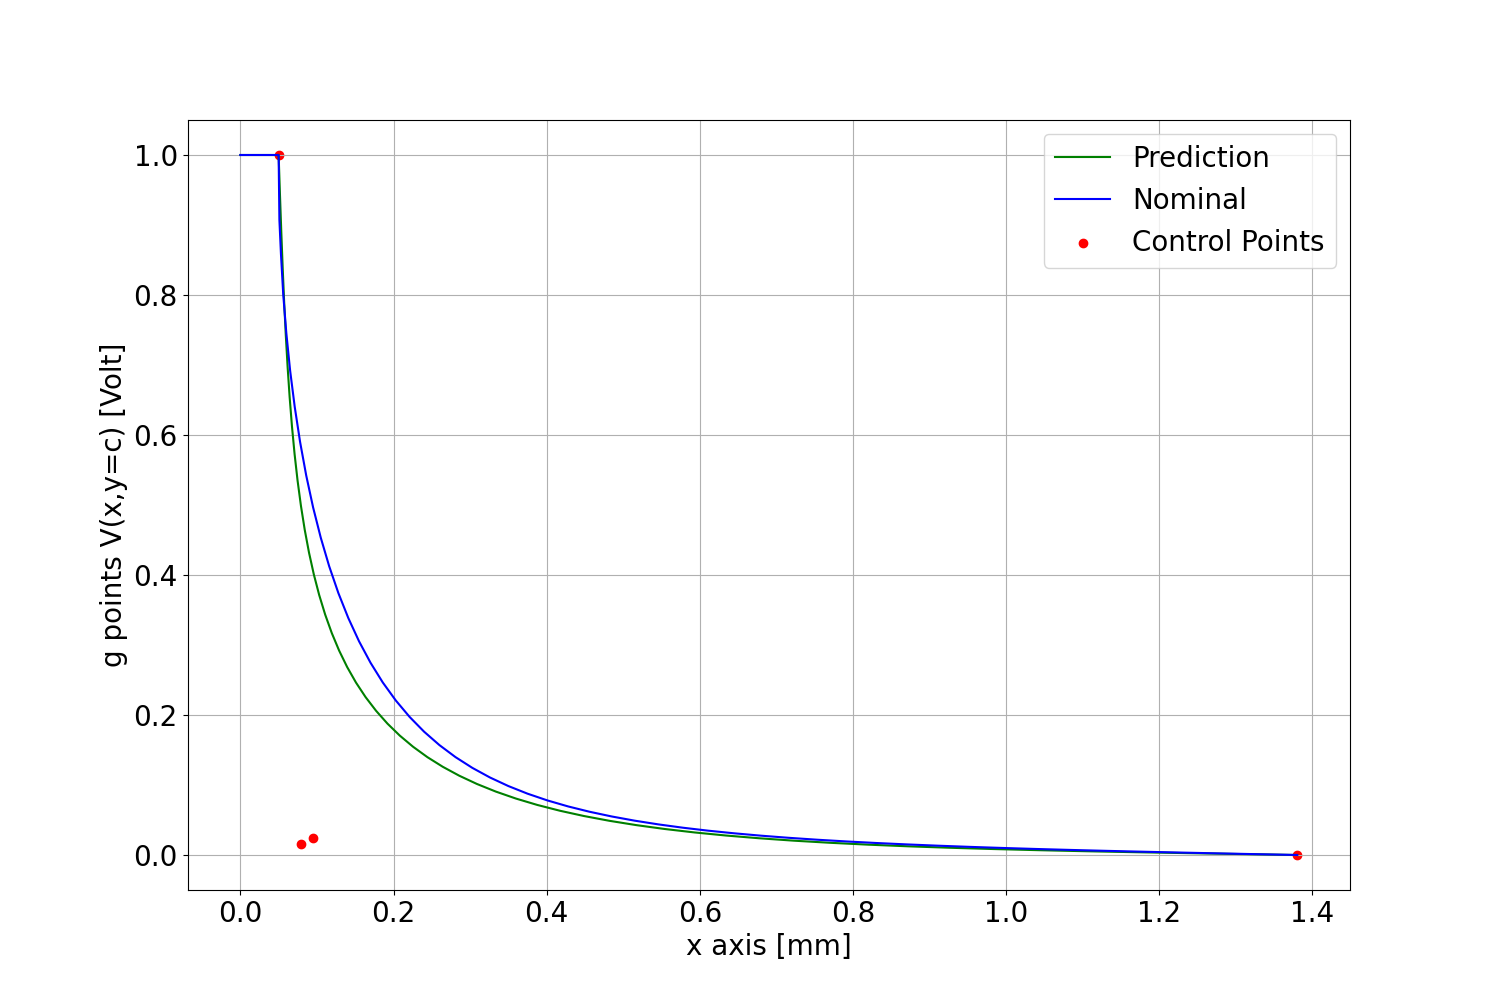 Prediction
Nominal
Control Points
g points V(x,y=c) [Volt]
1.0
0.8
0.6
0.4
0.2
0.0
0.0 0.2 0.4 0.6 0.8 1.0 1.2 1.4
x axis [mm]